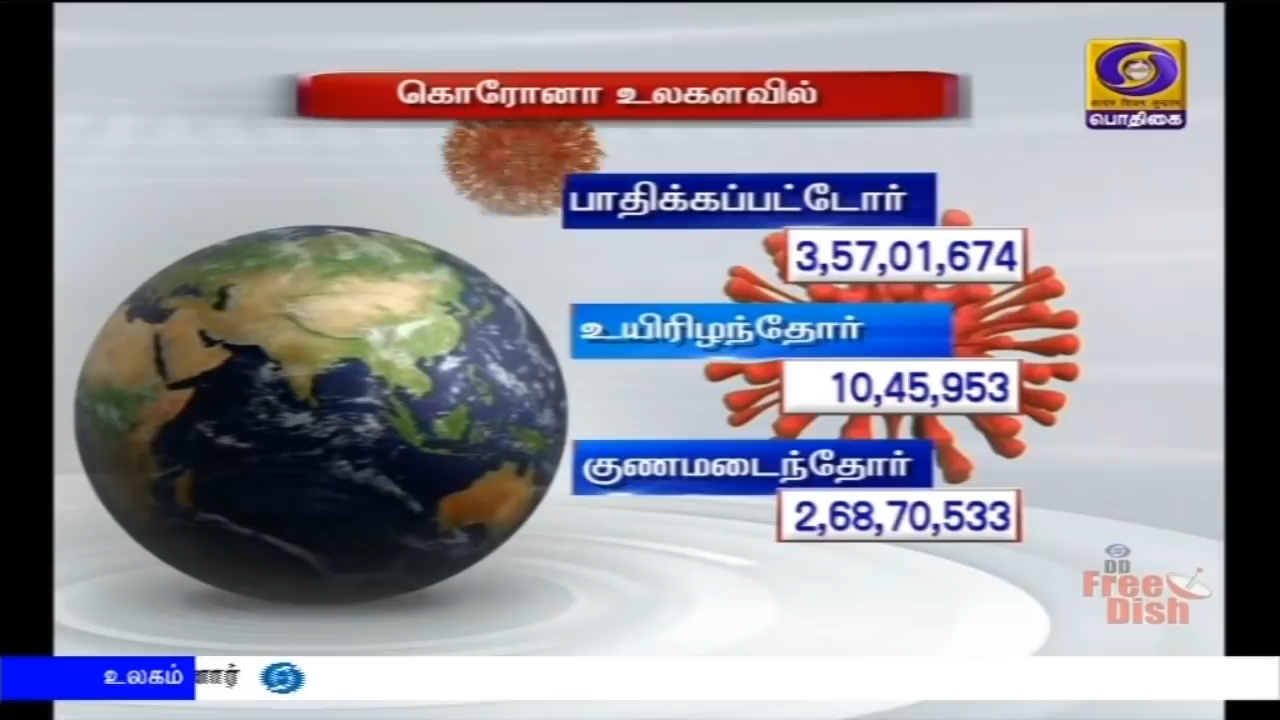 கொரோனா உலகளவில்
பொதிகை
பாதிக்கப்பட்டோர்
3,57,01,674
உயிரிழந்தோர்
10,45,953
குணமடைந்தோர்
2,68,70,533
DD
Free
Dish
உலகம்